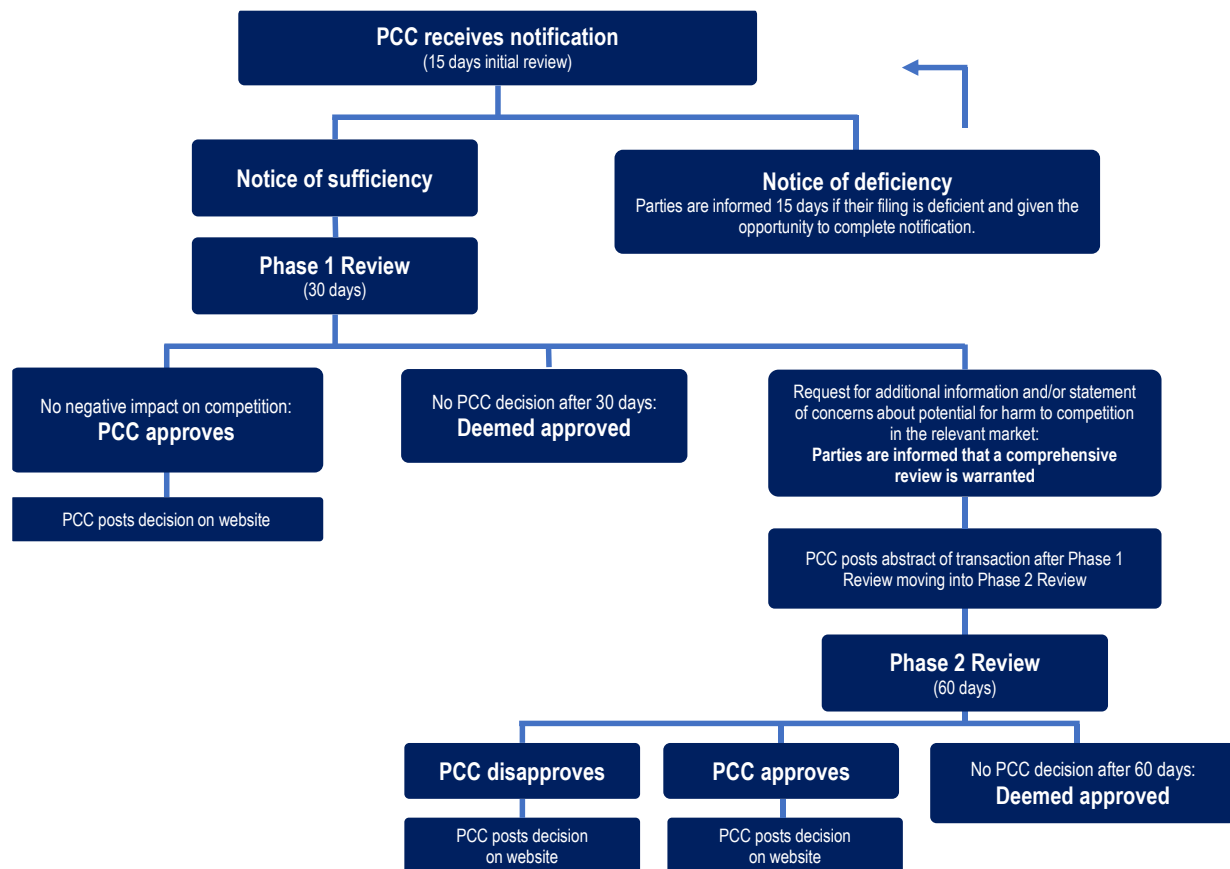 PCC receives notification
(15 days initial review)
Notice of sufficiency
Notice of deficiency
Parties are informed 15 days if their filing is deficient and given the
opportunity to complete notification.
Phase 1 Review
(30 days)
No negative impact on competition:
PCC approves
No PCC decision after 30 days:
Deemed approved
Request for additional information and/or statement
of concerns about potential for harm to competition
in the relevant market:
Parties are informed that a comprehensive
review is warranted
PCC posts decision on website
PCC posts abstract of transaction after Phase 1
Review moving into Phase 2 Review
Phase 2 Review
(60 days)
PCC disapproves
PCC approves
No PCC decision after 60 days:
Deemed approved
PCC posts decision
on website
PCC posts decision
on website